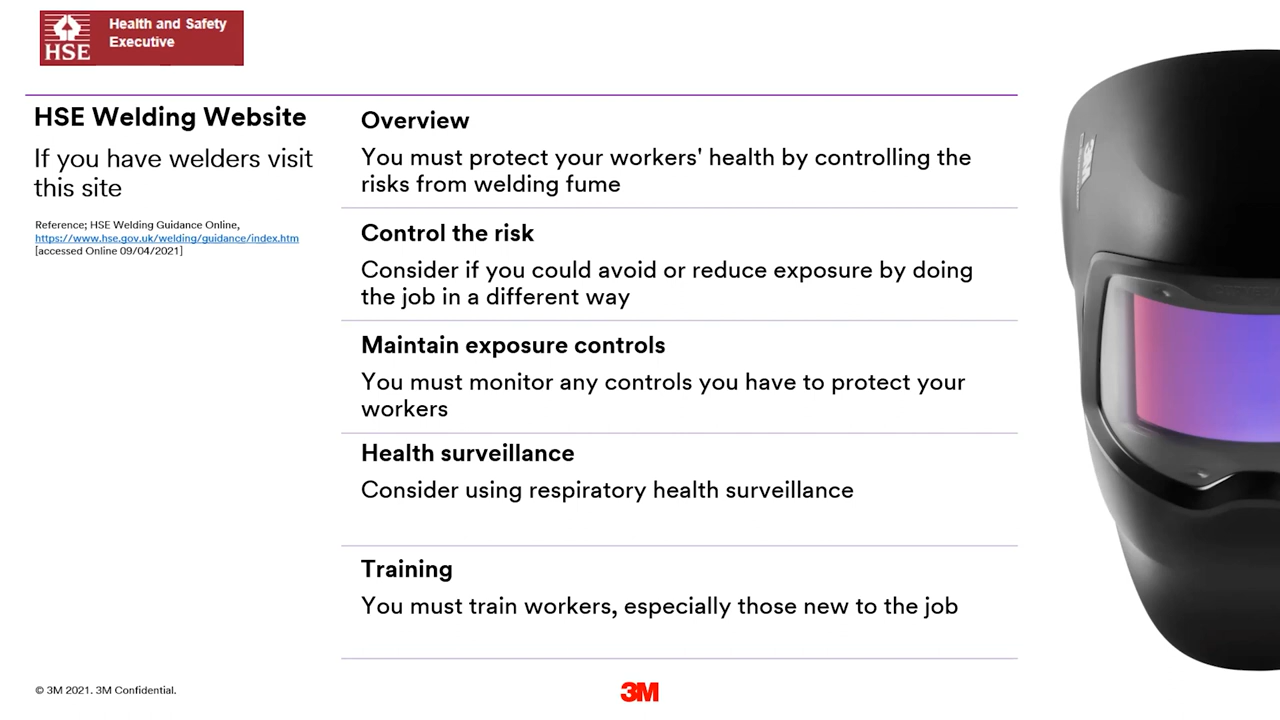 HSE
Health and Safety
Executive
HSE Welding Website
If you have welders visit
this site
Reference; HSE Welding Guidance Online,
https://www.hse.gov.uk/welding/guidance/index.htm
[accessed Online 09/04/2021]
Overview
You must protect your workers' health by controlling the
risks from welding fume
Control the risk
Consider if you could avoid or reduce exposure by doing
the job in a different way
Maintain exposure controls
You must monitor any controls you have to protect your
workers
Health surveillance
Consider using respiratory health surveillance
Training
You must train workers, especially those new to the job
3M
© 3M 2021. 3M Confidential.
3M